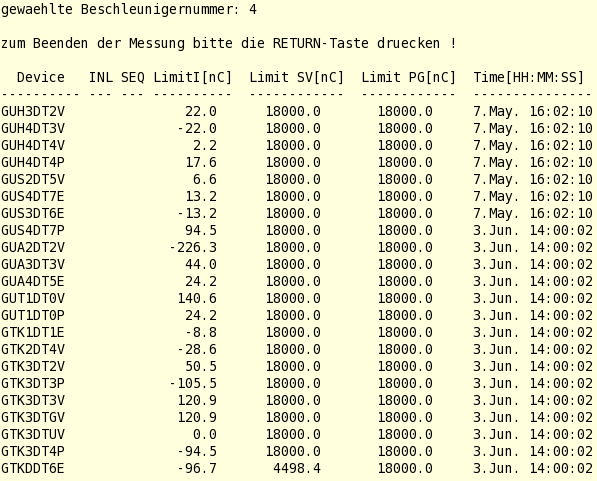 gewaehlte Beschleunigernummer: 4
zum Beenden der Messung bitte die RETURN-Taste druecken !
Device INL SEQ LimitI[nC] Limit SV[nC] Limit PG[nC] Time[HH:MM:SS]
---------- --- --- ---------- ------------ ------------ ---------------
GUH3DT2V 22.0 18000.0 18000.0 7.May. 16:02:10
GUH4DT3V -22.0 18000.0 18000.0 7.May. 16:02:10
GUH4DT4V 2.2 18000.0 18000.0 7.May. 16:02:10
GUH4DT4P 17.6 18000.0 18000.0 7.May. 16:02:10
GUS2DT5V 6.6 18000.0 18000.0 7.May. 16:02:10
GUS4DT7E 13.2 18000.0 18000.0 7.May. 16:02:10
GUS3DT6E -13.2 18000.0 18000.0 7.May. 16:02:10
GUS4DT7P 94.5 18000.0 18000.0 3.Jun. 14:00:02
GUA2DT2V -226.3 18000.0 18000.0 3.Jun. 14:00:02
GUA3DT3V 44.0 18000.0 18000.0 3.Jun. 14:00:02
GUA4DT5E 24.2 18000.0 18000.0 3.Jun. 14:00:02
GUT1DT0V 140.6 18000.0 18000.0 3.Jun. 14:00:02
GUT1DT0P 24.2 18000.0 18000.0 3.Jun. 14:00:02
GTK1DT1E -8.8 18000.0 18000.0 3.Jun. 14:00:02
GTK2DT4V -28.6 18000.0 18000.0 3.Jun. 14:00:02
GTK3DT2V 50.5 18000.0 18000.0 3.Jun. 14:00:02
GTK3DT3P -105.5 18000.0 18000.0 3.Jun. 14:00:02
GTK3DT3V 120.9 18000.0 18000.0 3.Jun. 14:00:02
GTK3DTGV 120.9 18000.0 18000.0 3.Jun. 14:00:02
GTK3DTUV 0.0 18000.0 18000.0 3.Jun. 14:00:02
GTK3DT4P -94.5 18000.0 18000.0 3.Jun. 14:00:02
GTKDDT6E -96.7 4498.4 18000.0 3.Jun. 14:00:02